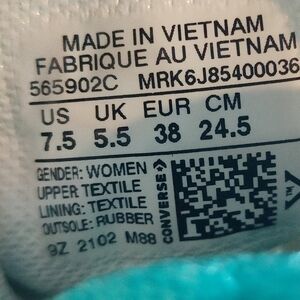 MADE IN VIETNAM
FABRIQUE AU VIETNAM
565902C MRK6J85400036
US UK EUR CM
7.5 5.5 38 24.5
GENDER: WOMEN
UPPER: TEXTILE
LINING: TEXTILE
OUTSOLE: RUBBER
9Z 2102 M88
CONVERSE